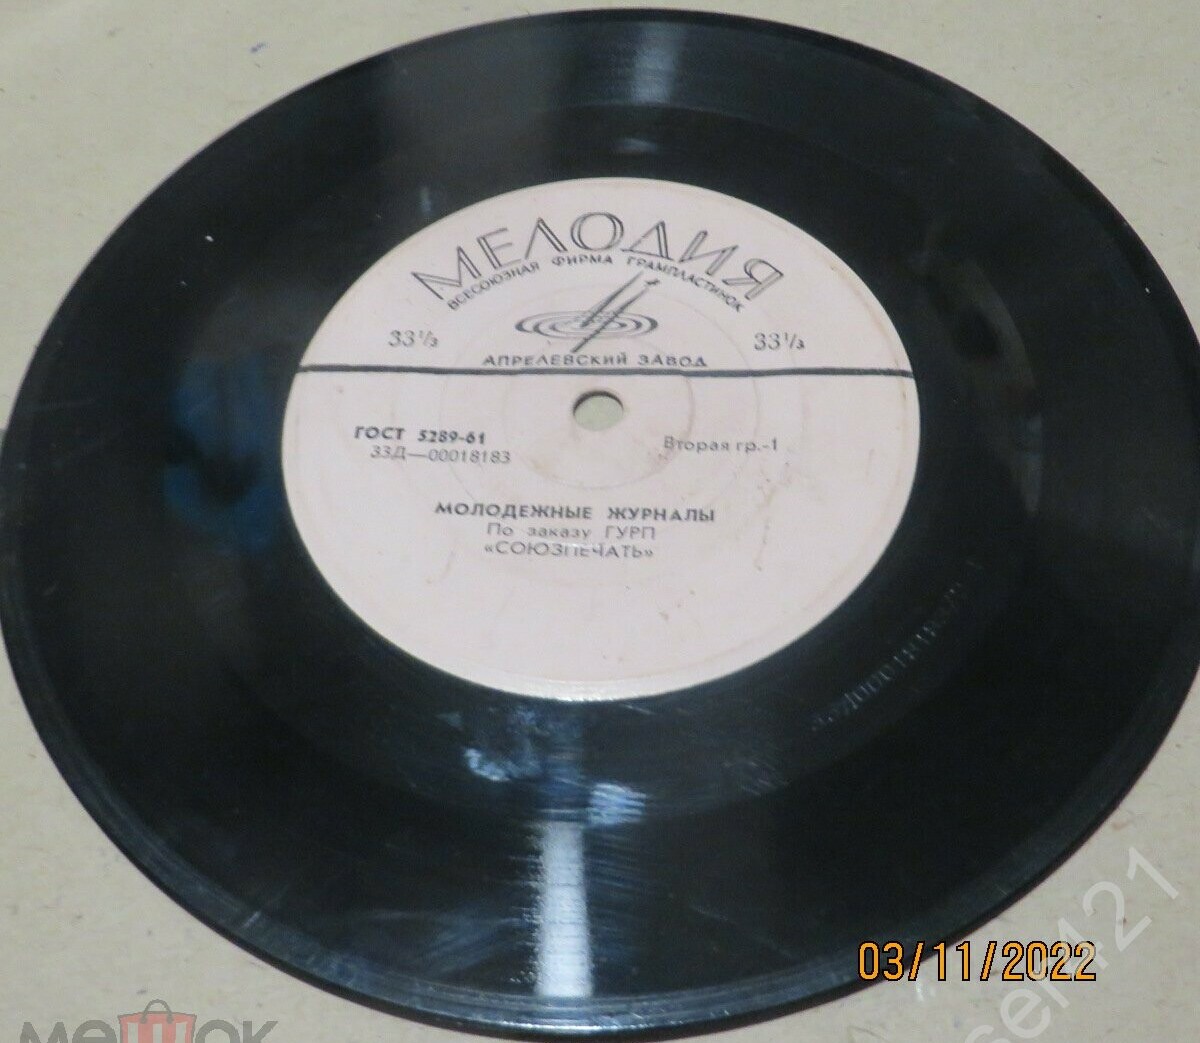 МЕЛОДИЯ
ВСЕСОЮЗНАЯ ФИРМА ГРАМПЛАСТИНОК
33⅓ 33⅓
АПРЕЛЕВСКИЙ ЗАВОД
ГОСТ 5289-61 Вторая гр.-1
33Д—00018183
МОЛОДЕЖНЫЕ ЖУРНАЛЫ
По заказу ГУРП
«СОЮЗПЕЧАТЬ»
03/11/2022
мешок